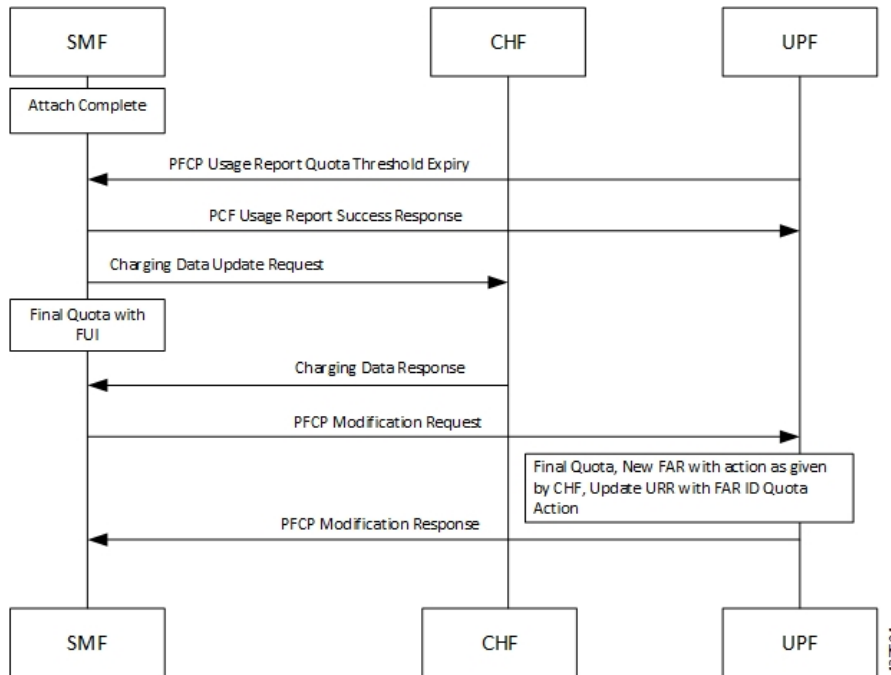 SMF
CHF
UPF
Attach Complete
PFCP Usage Report Quota Threshold Expiry
PCF Usage Report Success Response
Charging Data Update Request
Final Quota with
FUI
Charging Data Response
PFCP Modification Request
Final Quota, New FAR with action as given
by CHF, Update URR with FAR ID Quota
Action
PFCP Modification Response
SMF
CHF
UPF